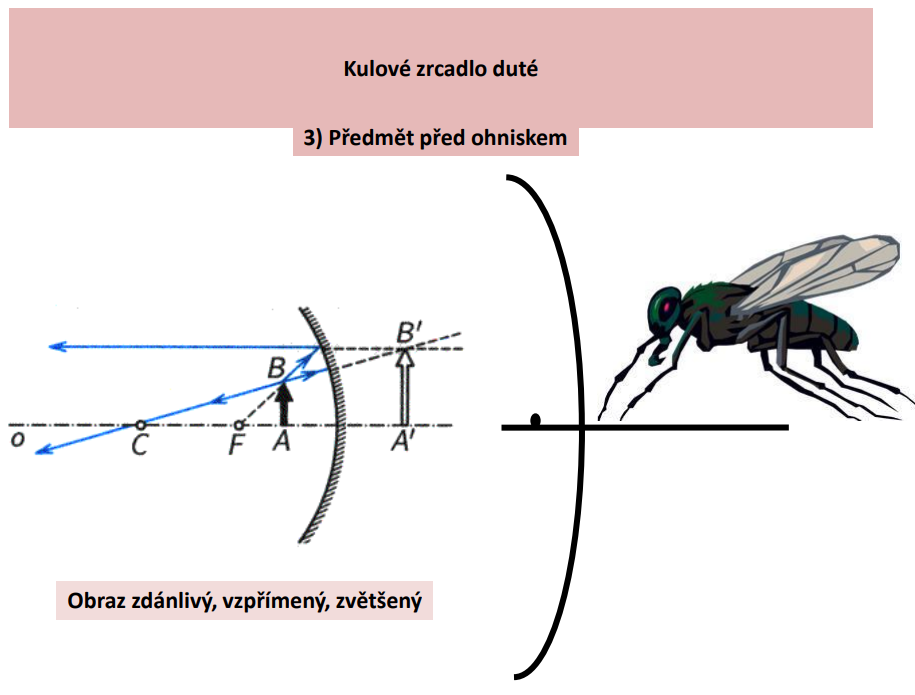 Kulové zrcadlo duté
3) Předmět před ohniskem
B'
B
o
C
F
A
A'
Obraz zdánlivý, vzpřímený, zvětšený